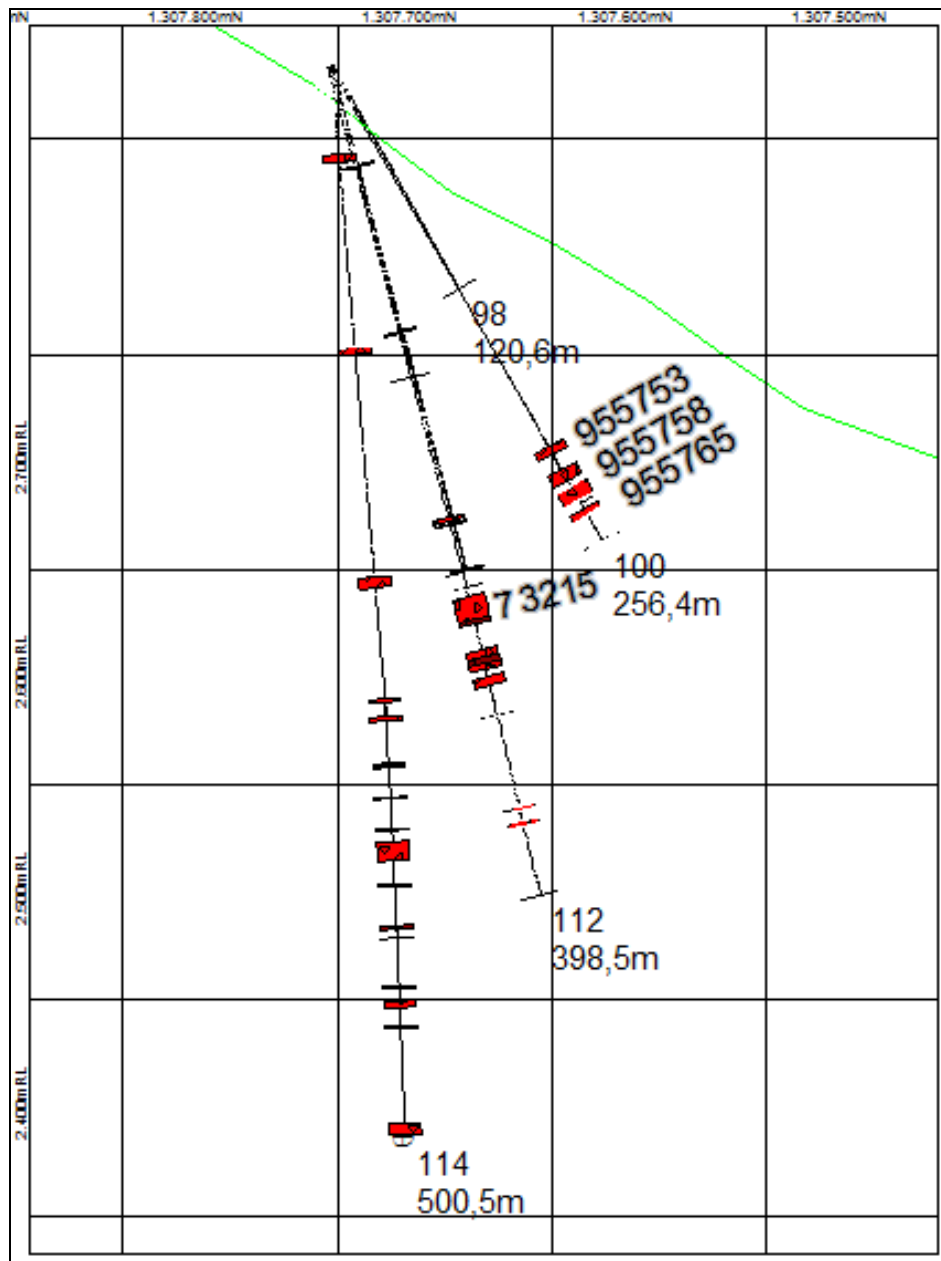 mN
1.307.800mN
1.307.700mN
1.307.600mN
1.307.500mN
98
120,6m
955753
955758
955765
2.700mRL
100
256,4m
7 3215
2.600mRL
112
398,5m
2.500mRL
2.400mRL
114
500,5m